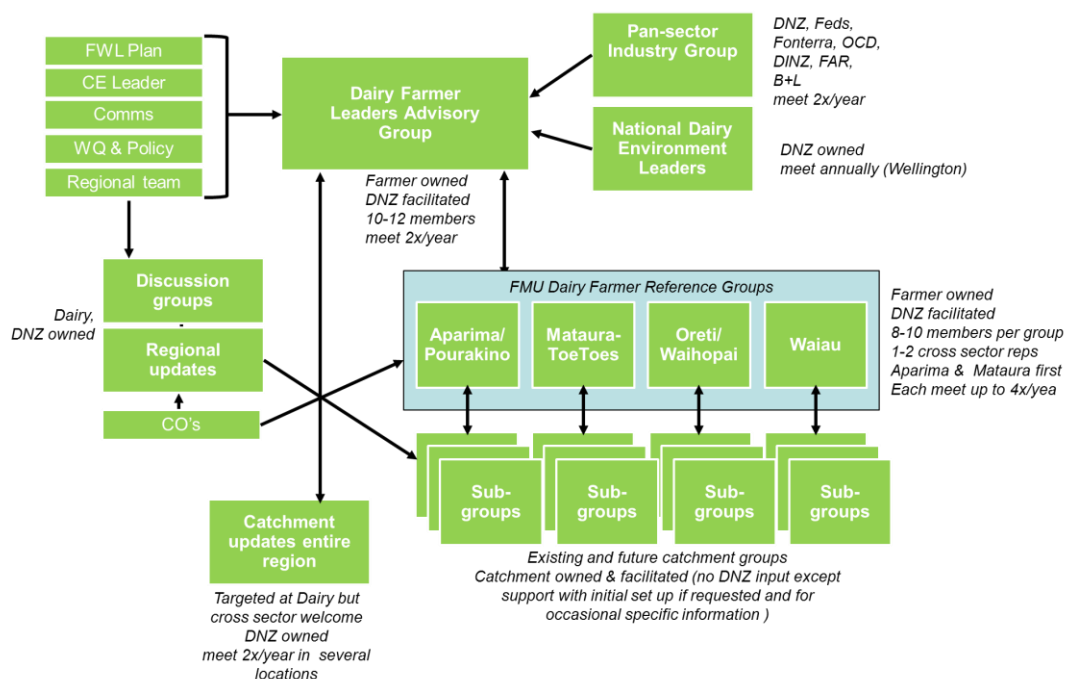 FWL Plan
CE Leader
Comms
WQ & Policy
Regional team
Dairy Farmer
Leaders Advisory
Group
Pan-sector
Industry Group
DNZ, Feds,
Fonterra, OCD,
DINZ, FAR,
B+L
meet 2x/year
National Dairy
Environment
Leaders
DNZ owned
meet annually (Wellington)
Farmer owned
DNZ facilitated
10-12 members
meet 2x/year
Discussion
groups
Dairy,
DNZ owned
Regional
updates
CO's
FMU Dairy Farmer Reference Groups
Aparima/
Pourakino
Mataura-
ToeToes
Oreti/
Waihopai
Waiau
Farmer owned
DNZ facilitated
8-10 members per group
1-2 cross sector reps
Aparima & Mataura first
Each meet up to 4x/yea
Sub-
groups
Sub-
groups
Sub-
groups
Sub-
groups
Existing and future catchment groups
Catchment owned & facilitated (no DNZ input except
support with initial set up if requested and for
occasional specific information )
Catchment
updates entire
region
Targeted at Dairy but
cross sector welcome
DNZ owned
meet 2x/year in several
locations